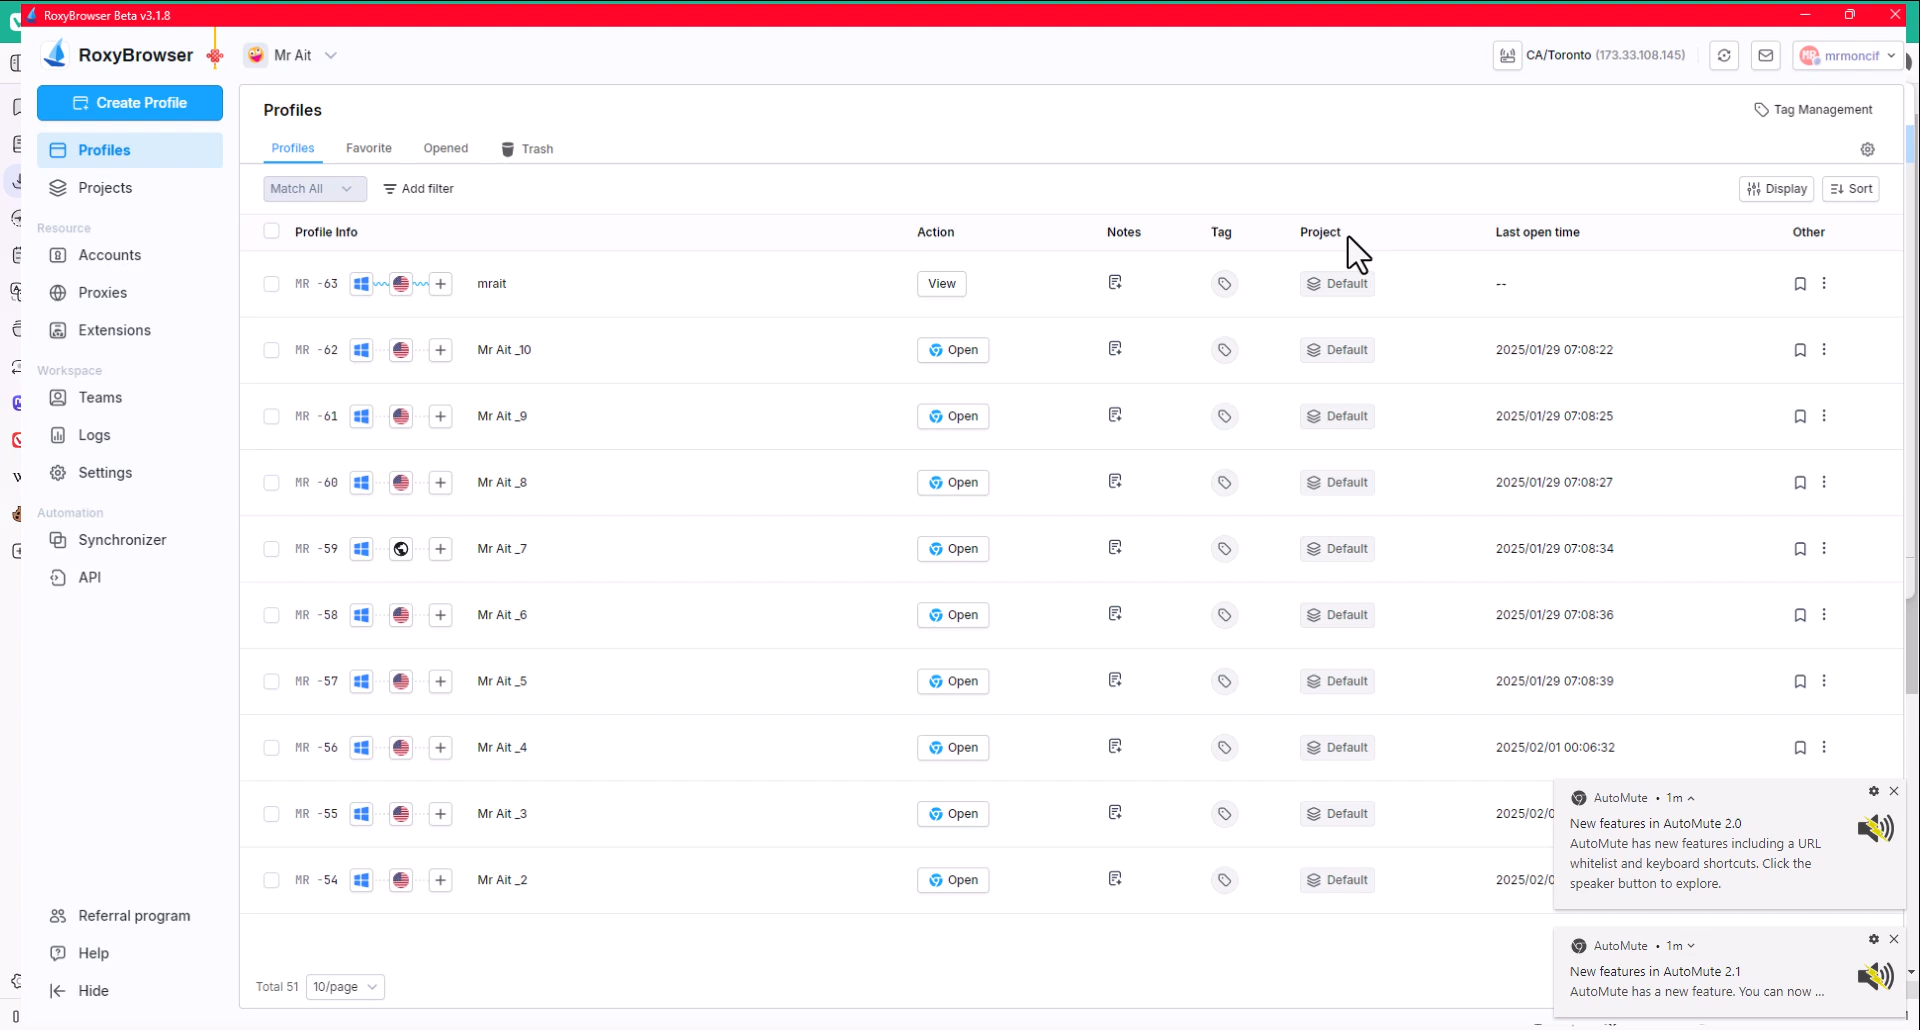 RoxyBrowser Beta v3.1.8
RoxyBrowser
Mr Ait
CA/Toronto (173.33.108.145)
mrmoncif
Create Profile
Profiles
Projects
Resource
Accounts
Proxies
Extensions
Workspace
Teams
Logs
Settings
Automation
Synchronizer
API
Referral program
Help
Hide
Profiles
Tag Management
Profiles Favorite Opened Trash
Match All Add filter
Display Sort
Profile Info Action Notes Tag Project Last open time Other
MR -63 mrait View Default --
MR -62 Mr Ait _10 Open Default 2025/01/29 07:08:22
MR -61 Mr Ait _9 Open Default 2025/01/29 07:08:25
MR -60 Mr Ait _8 Open Default 2025/01/29 07:08:27
MR -59 Mr Ait _7 Open Default 2025/01/29 07:08:34
MR -58 Mr Ait _6 Open Default 2025/01/29 07:08:36
MR -57 Mr Ait _5 Open Default 2025/01/29 07:08:39
MR -56 Mr Ait _4 Open Default 2025/02/01 00:06:32
MR -55 Mr Ait _3 Open Default 2025/02/0
MR -54 Mr Ait _2 Open Default 2025/02/0
Total 51 10/page
AutoMute • 1m
New features in AutoMute 2.0
AutoMute has new features including a URL
whitelist and keyboard shortcuts. Click the
speaker button to explore.
AutoMute • 1m
New features in AutoMute 2.1
AutoMute has a new feature. You can now ...